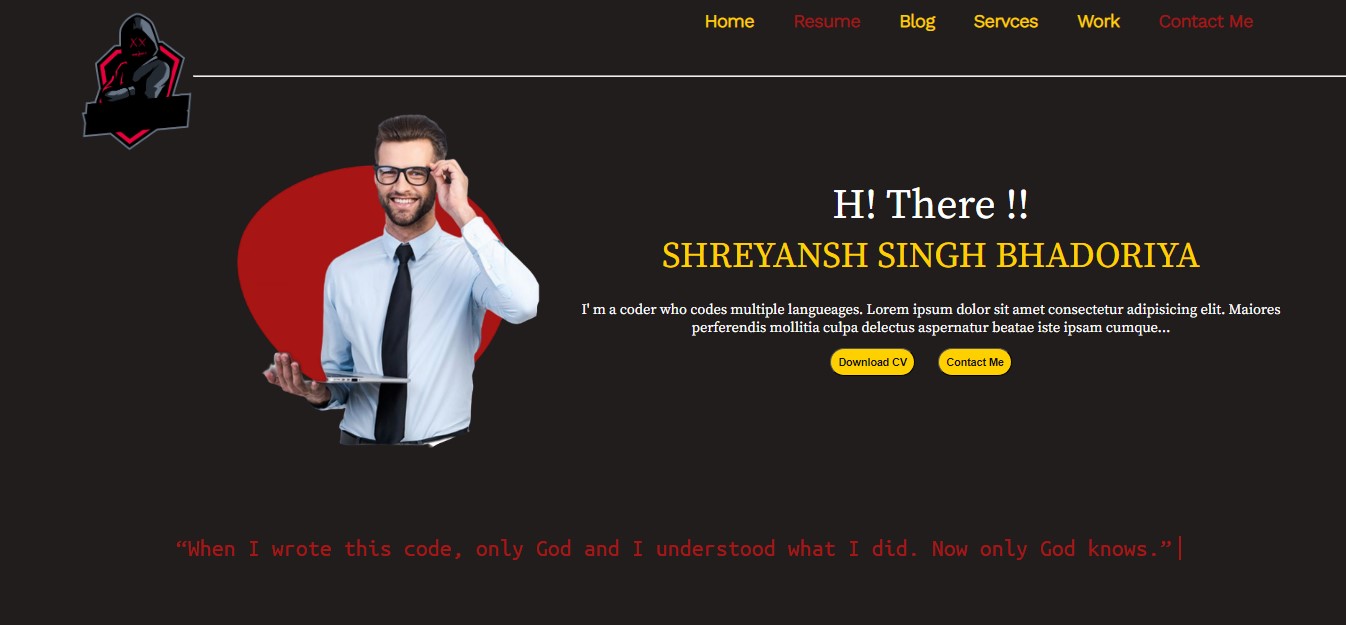 Home Resume Blog Servces Work Contact Me
XX
H! There !!
SHREYANSH SINGH BHADORIYA
I' m a coder who codes multiple langueages. Lorem ipsum dolor sit amet consectetur adipisicing elit. Maiores
perferendis mollitia culpa delectus aspernatur beatae iste ipsam cumque...
Download CV Contact Me
“When I wrote this code, only God and I understood what I did. Now only God knows.”|